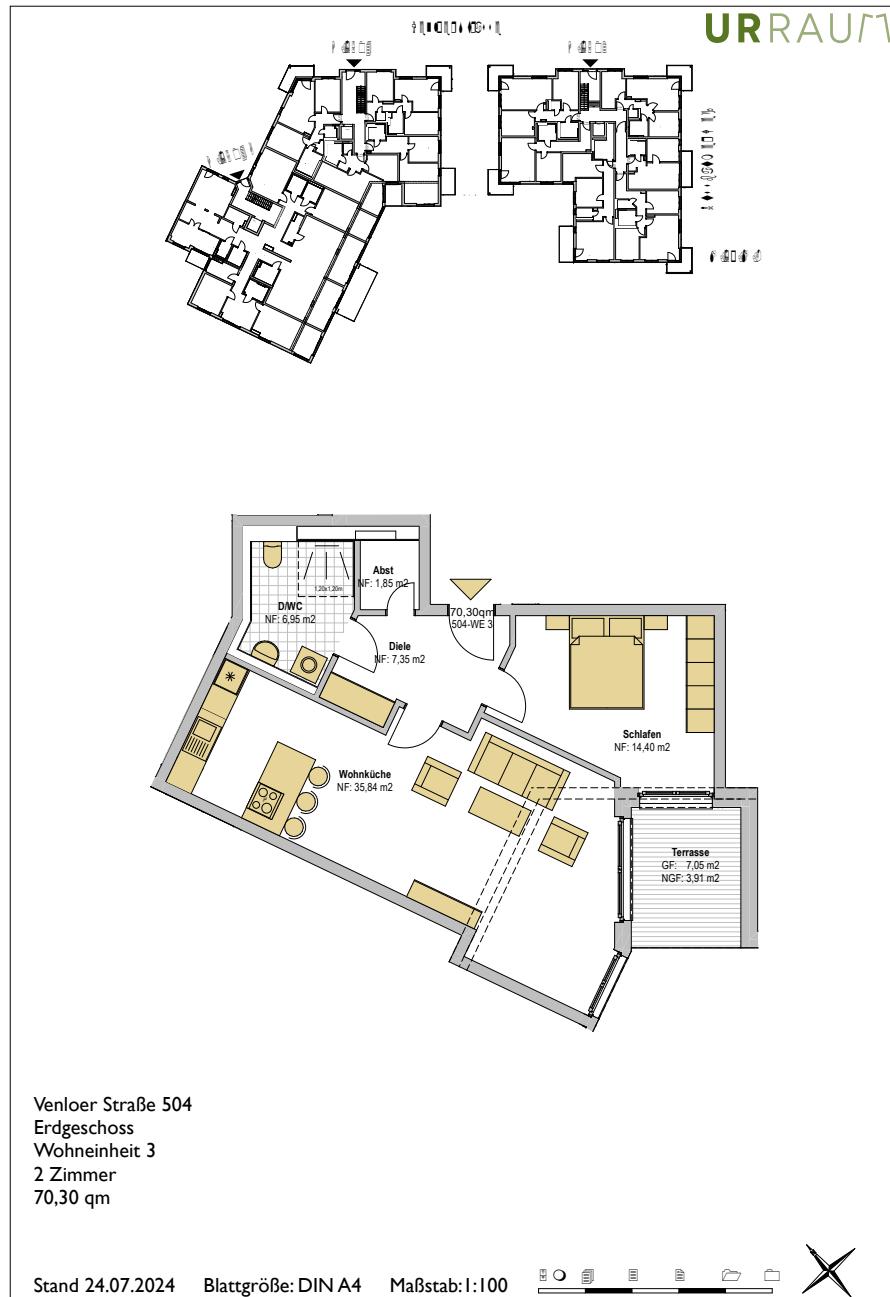 URRAUM
Abst
NF: 1,85 m2
1,20x1,20m
D/WC
NF: 6,95 m2
70,30qm
504-WE 3
Diele
NF: 7,35 m2
Schlafen
NF: 14,40 m2
Wohnküche
NF: 35,84 m2
Terrasse
GF: 7,05 m2
NGF: 3,91 m2
Venloer Straße 504
Erdgeschoss
Wohneinheit 3
2 Zimmer
70,30 qm
Stand 24.07.2024 Blattgröße: DIN A4 Maßstab:1:100